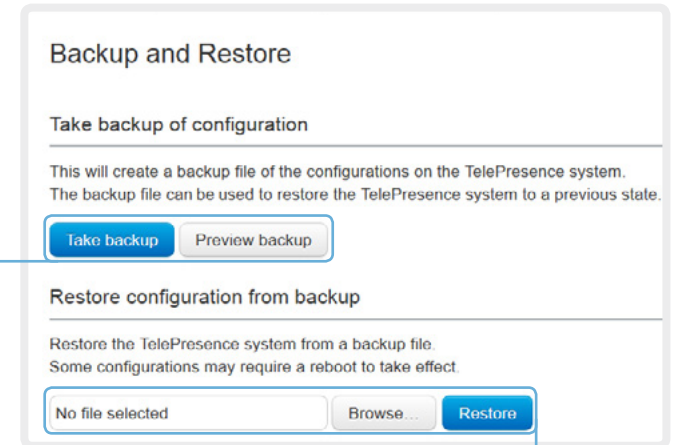 Backup and Restore
Take backup of configuration
This will create a backup file of the configurations on the TelePresence system.
The backup file can be used to restore the TelePresence system to a previous state.
Take backup Preview backup
Restore configuration from backup
Restore the TelePresence system from a backup file.
Some configurations may require a reboot to take effect.
No file selected Browse... Restore